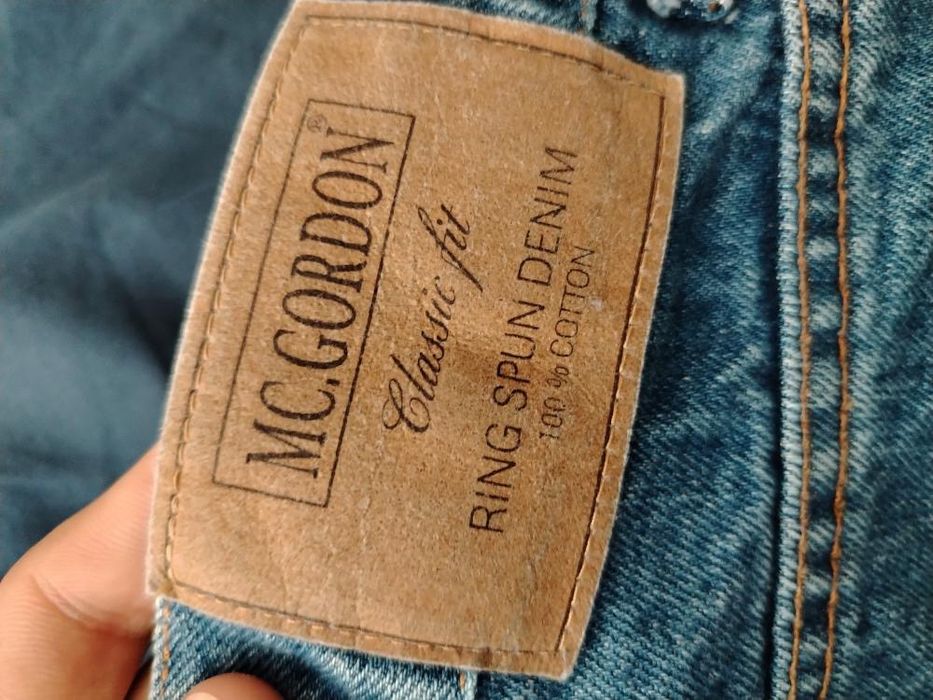 MC.GORDON®
Classic fit
RING SPUN DENIM
100 % COTTON